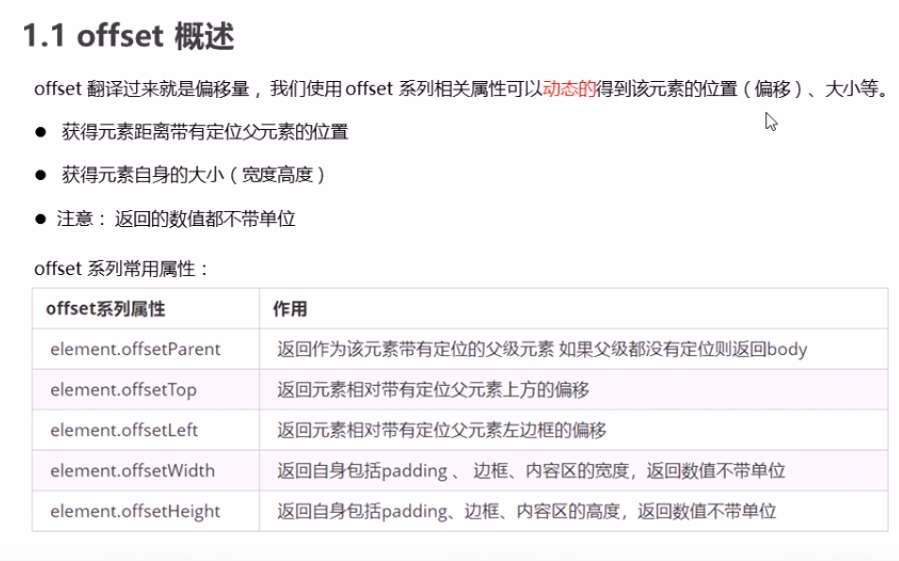 1.1 offset 概述
offset 翻译过来就是偏移量，我们使用 offset 系列相关属性可以动态的得到该元素的位置（偏移）、大小等。
● 获得元素距离带有定位父元素的位置
● 获得元素自身的大小（宽度高度）
● 注意：返回的数值都不带单位
offset 系列常用属性：
offset系列属性 作用
element.offsetParent 返回作为该元素带有定位的父级元素 如果父级都没有定位则返回body
element.offsetTop 返回元素相对带有定位父元素上方的偏移
element.offsetLeft 返回元素相对带有定位父元素左边框的偏移
element.offsetWidth 返回自身包括padding 、 边框、内容区的宽度，返回数值不带单位
element.offsetHeight 返回自身包括padding、边框、内容区的高度，返回数值不带单位